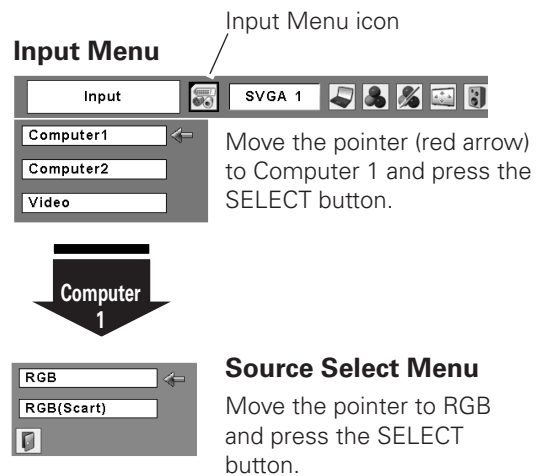 Input Menu icon
Input Menu
Input
SVGA 1
Computer1
Computer2
Video
Move the pointer (red arrow)
to Computer 1 and press the
SELECT button.
Computer
1
RGB
RGB(Scart)
Source Select Menu
Move the pointer to RGB
and press the SELECT
button.